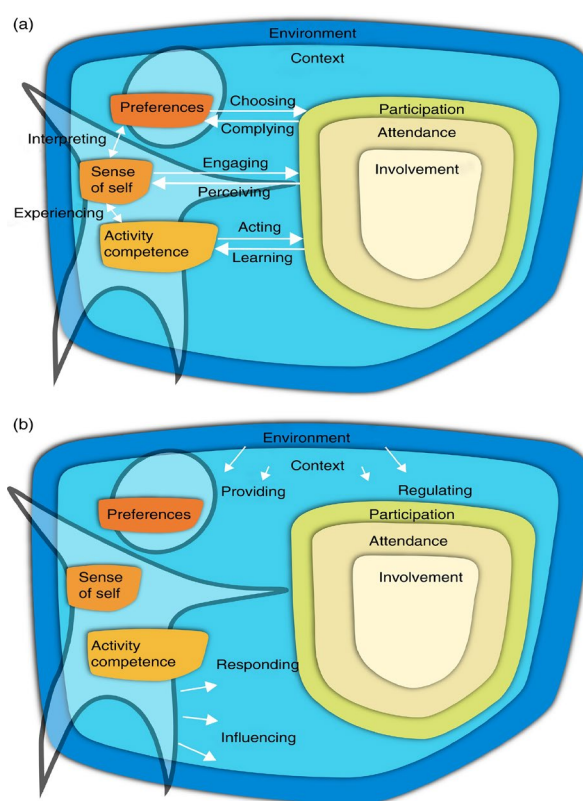 (a)
Environment
Context
Preferences
Choosing
Complying
Participation
Attendance
Involvement
Interpreting
Sense
of self
Engaging
Perceiving
Experiencing
Activity
competence
Acting
Learning
(b)
Environment
Context
Providing
Regulating
Preferences
Participation
Attendance
Involvement
Sense
of self
Activity
competence
Responding
Influencing